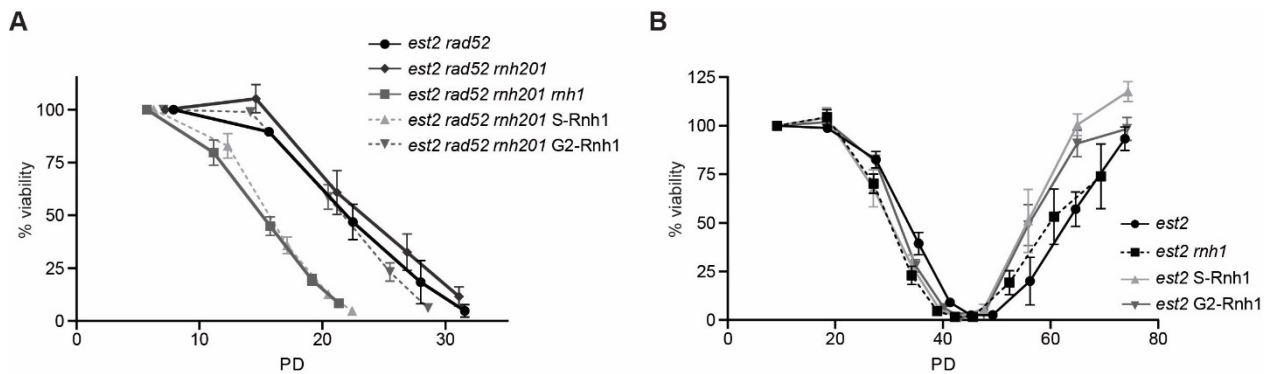 A
est2 rad52
est2 rad52 rnh201
est2 rad52 rnh201 rnh1
est2 rad52 rnh201 S-Rnh1
est2 rad52 rnh201 G2-Rnh1
100
75
50
25
0
% viability
0 10 20 30
PD
B
125
100
75
50
25
0
% viability
est2
est2 rnh1
est2 S-Rnh1
est2 G2-Rnh1
0 20 40 60 80
PD